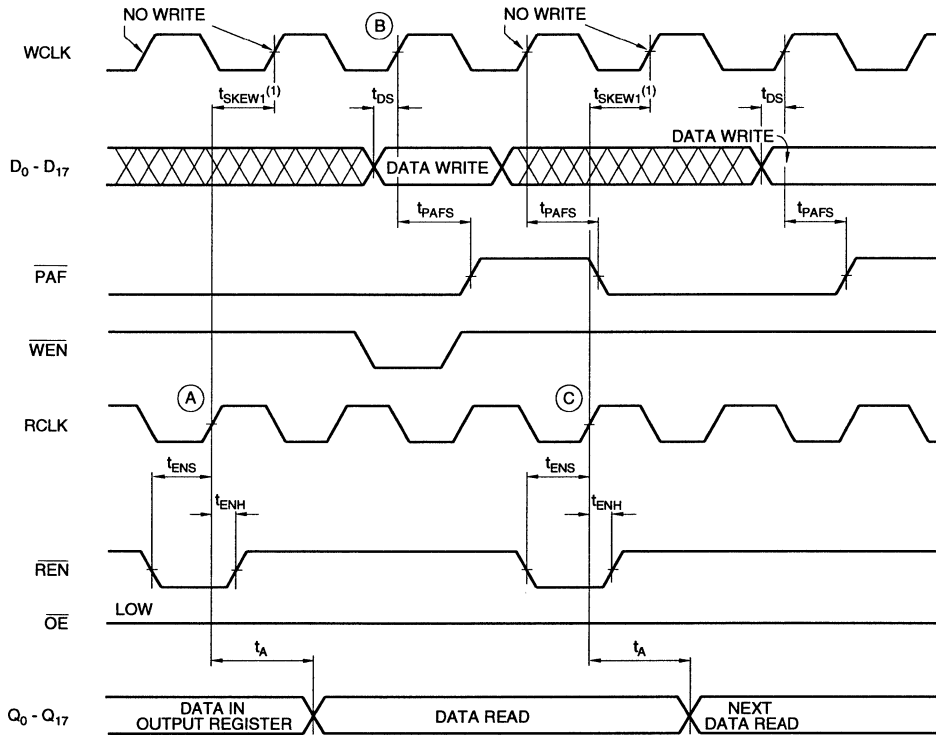 NO WRITE
B
NO WRITE
WCLK
tSKEW1(1)
tDS
tSKEW1(1)
tDS
DATA WRITE
D0 - D17
DATA WRITE
tPAFS
tPAFS
tPAFS
PAF
WEN
A
C
RCLK
tENS
tENH
tENS
tENH
REN
LOW
OE
tA
tA
Q0 - Q17
DATA IN
OUTPUT REGISTER
DATA READ
NEXT
DATA READ